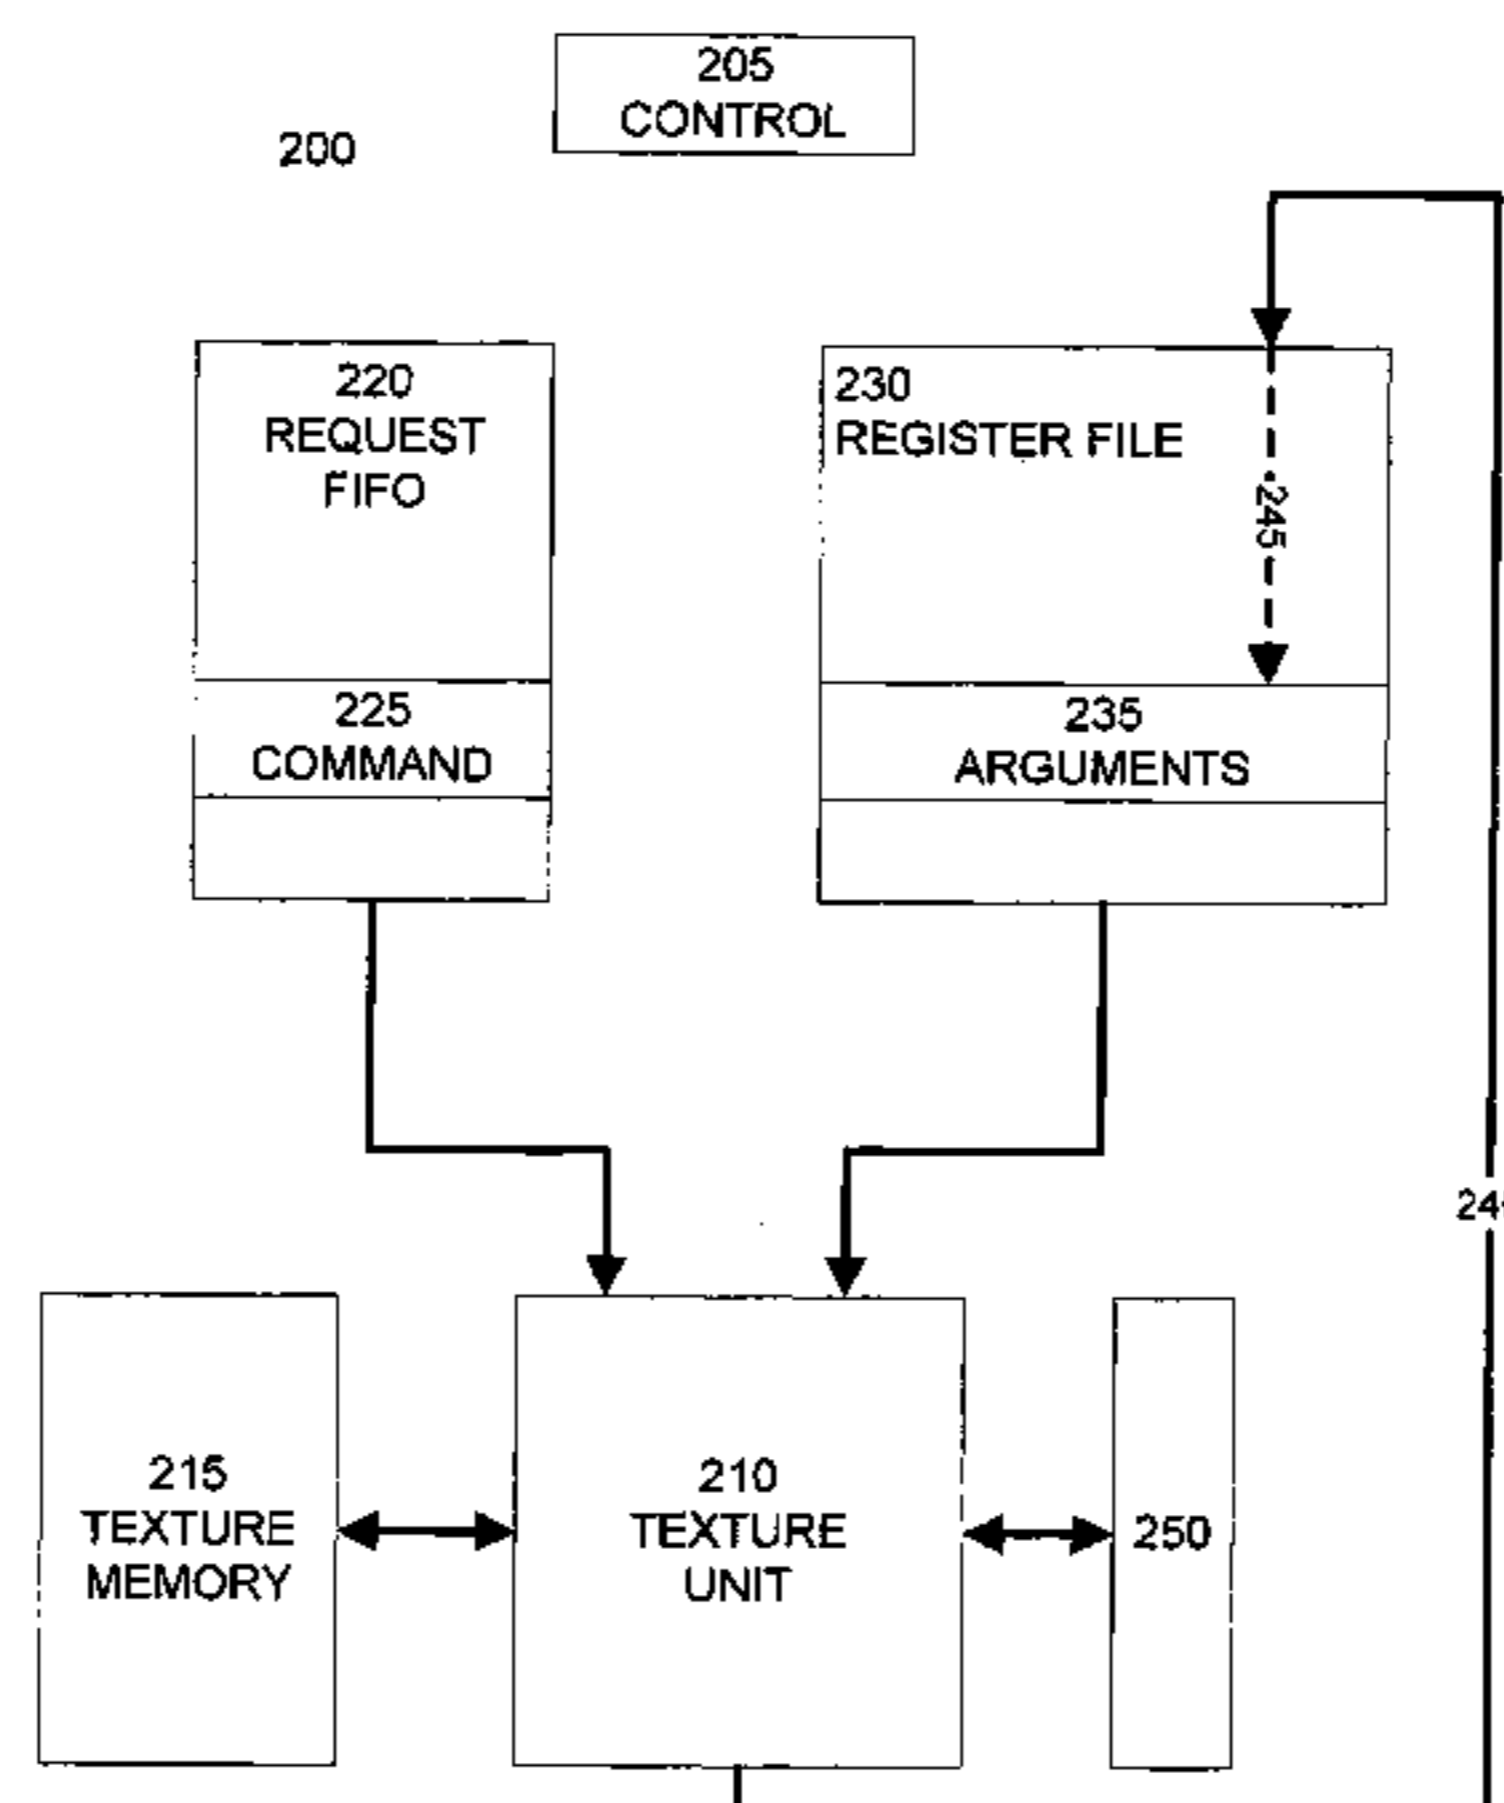 205
CONTROL
200
220
REQUEST
FIFO
230
REGISTER FILE
245
225
COMMAND
235
ARGUMENTS
215
TEXTURE
MEMORY
210
TEXTURE
UNIT
250